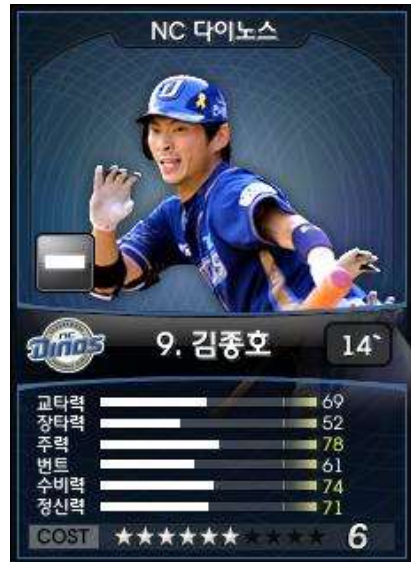 NC 다이노스
D
NC
Dinos
9. 김종호
14`
교타력 69
장타력 52
주력 78
번트 61
수비력 74
정신력 71
COST ★★★★★★★★★★ 6